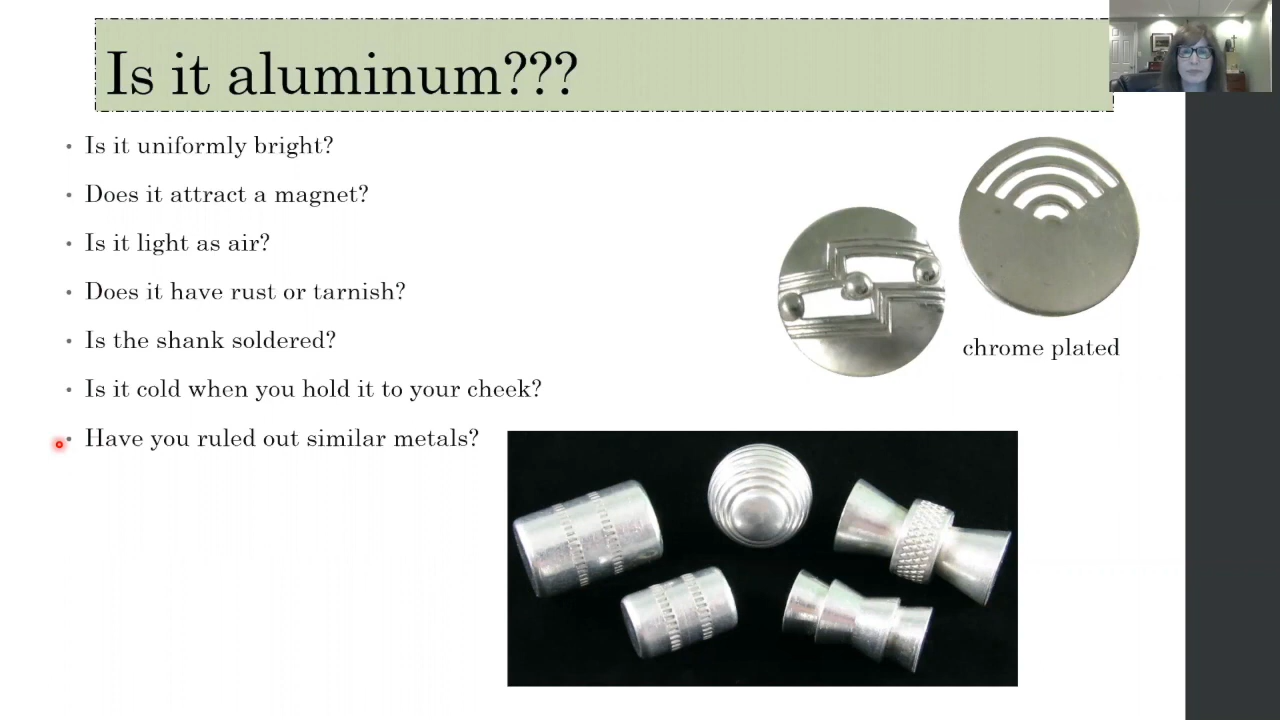 Is it aluminum???
Is it uniformly bright?
Does it attract a magnet?
Is it light as air?
Does it have rust or tarnish?
Is the shank soldered?
Is it cold when you hold it to your cheek?
Have you ruled out similar metals?
chrome plated